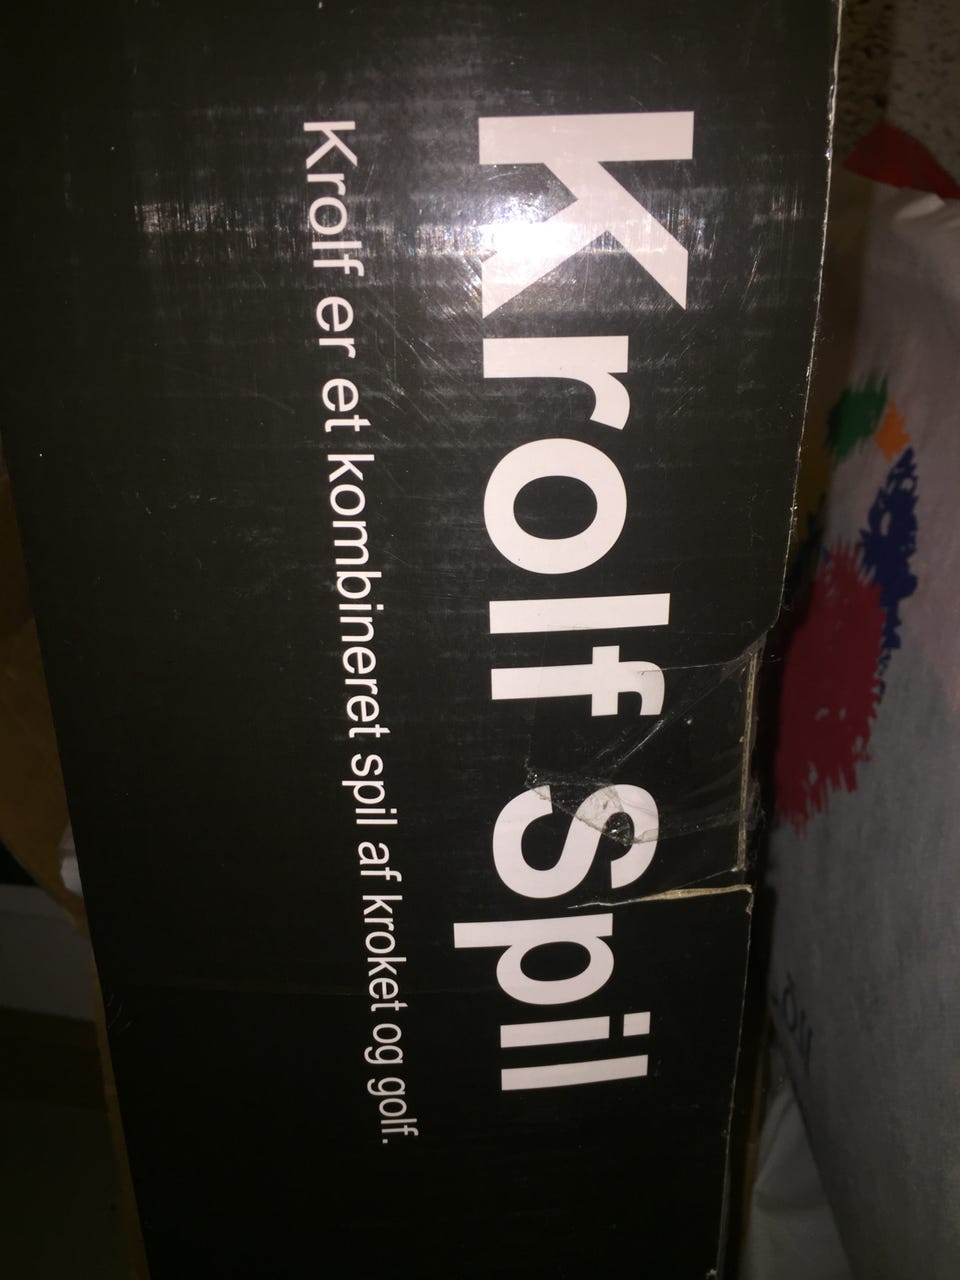 Krolf Spil
Krolf er et kombineret spil af kroket og golf.